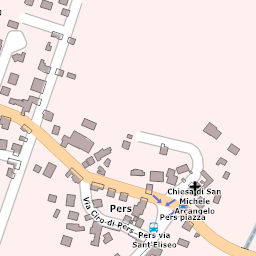 Chiesa di San
Michele
Arcangelo
Pers piazza
Pers
Via Ciro-di-Pers
Pers via
Sant'Eliseo